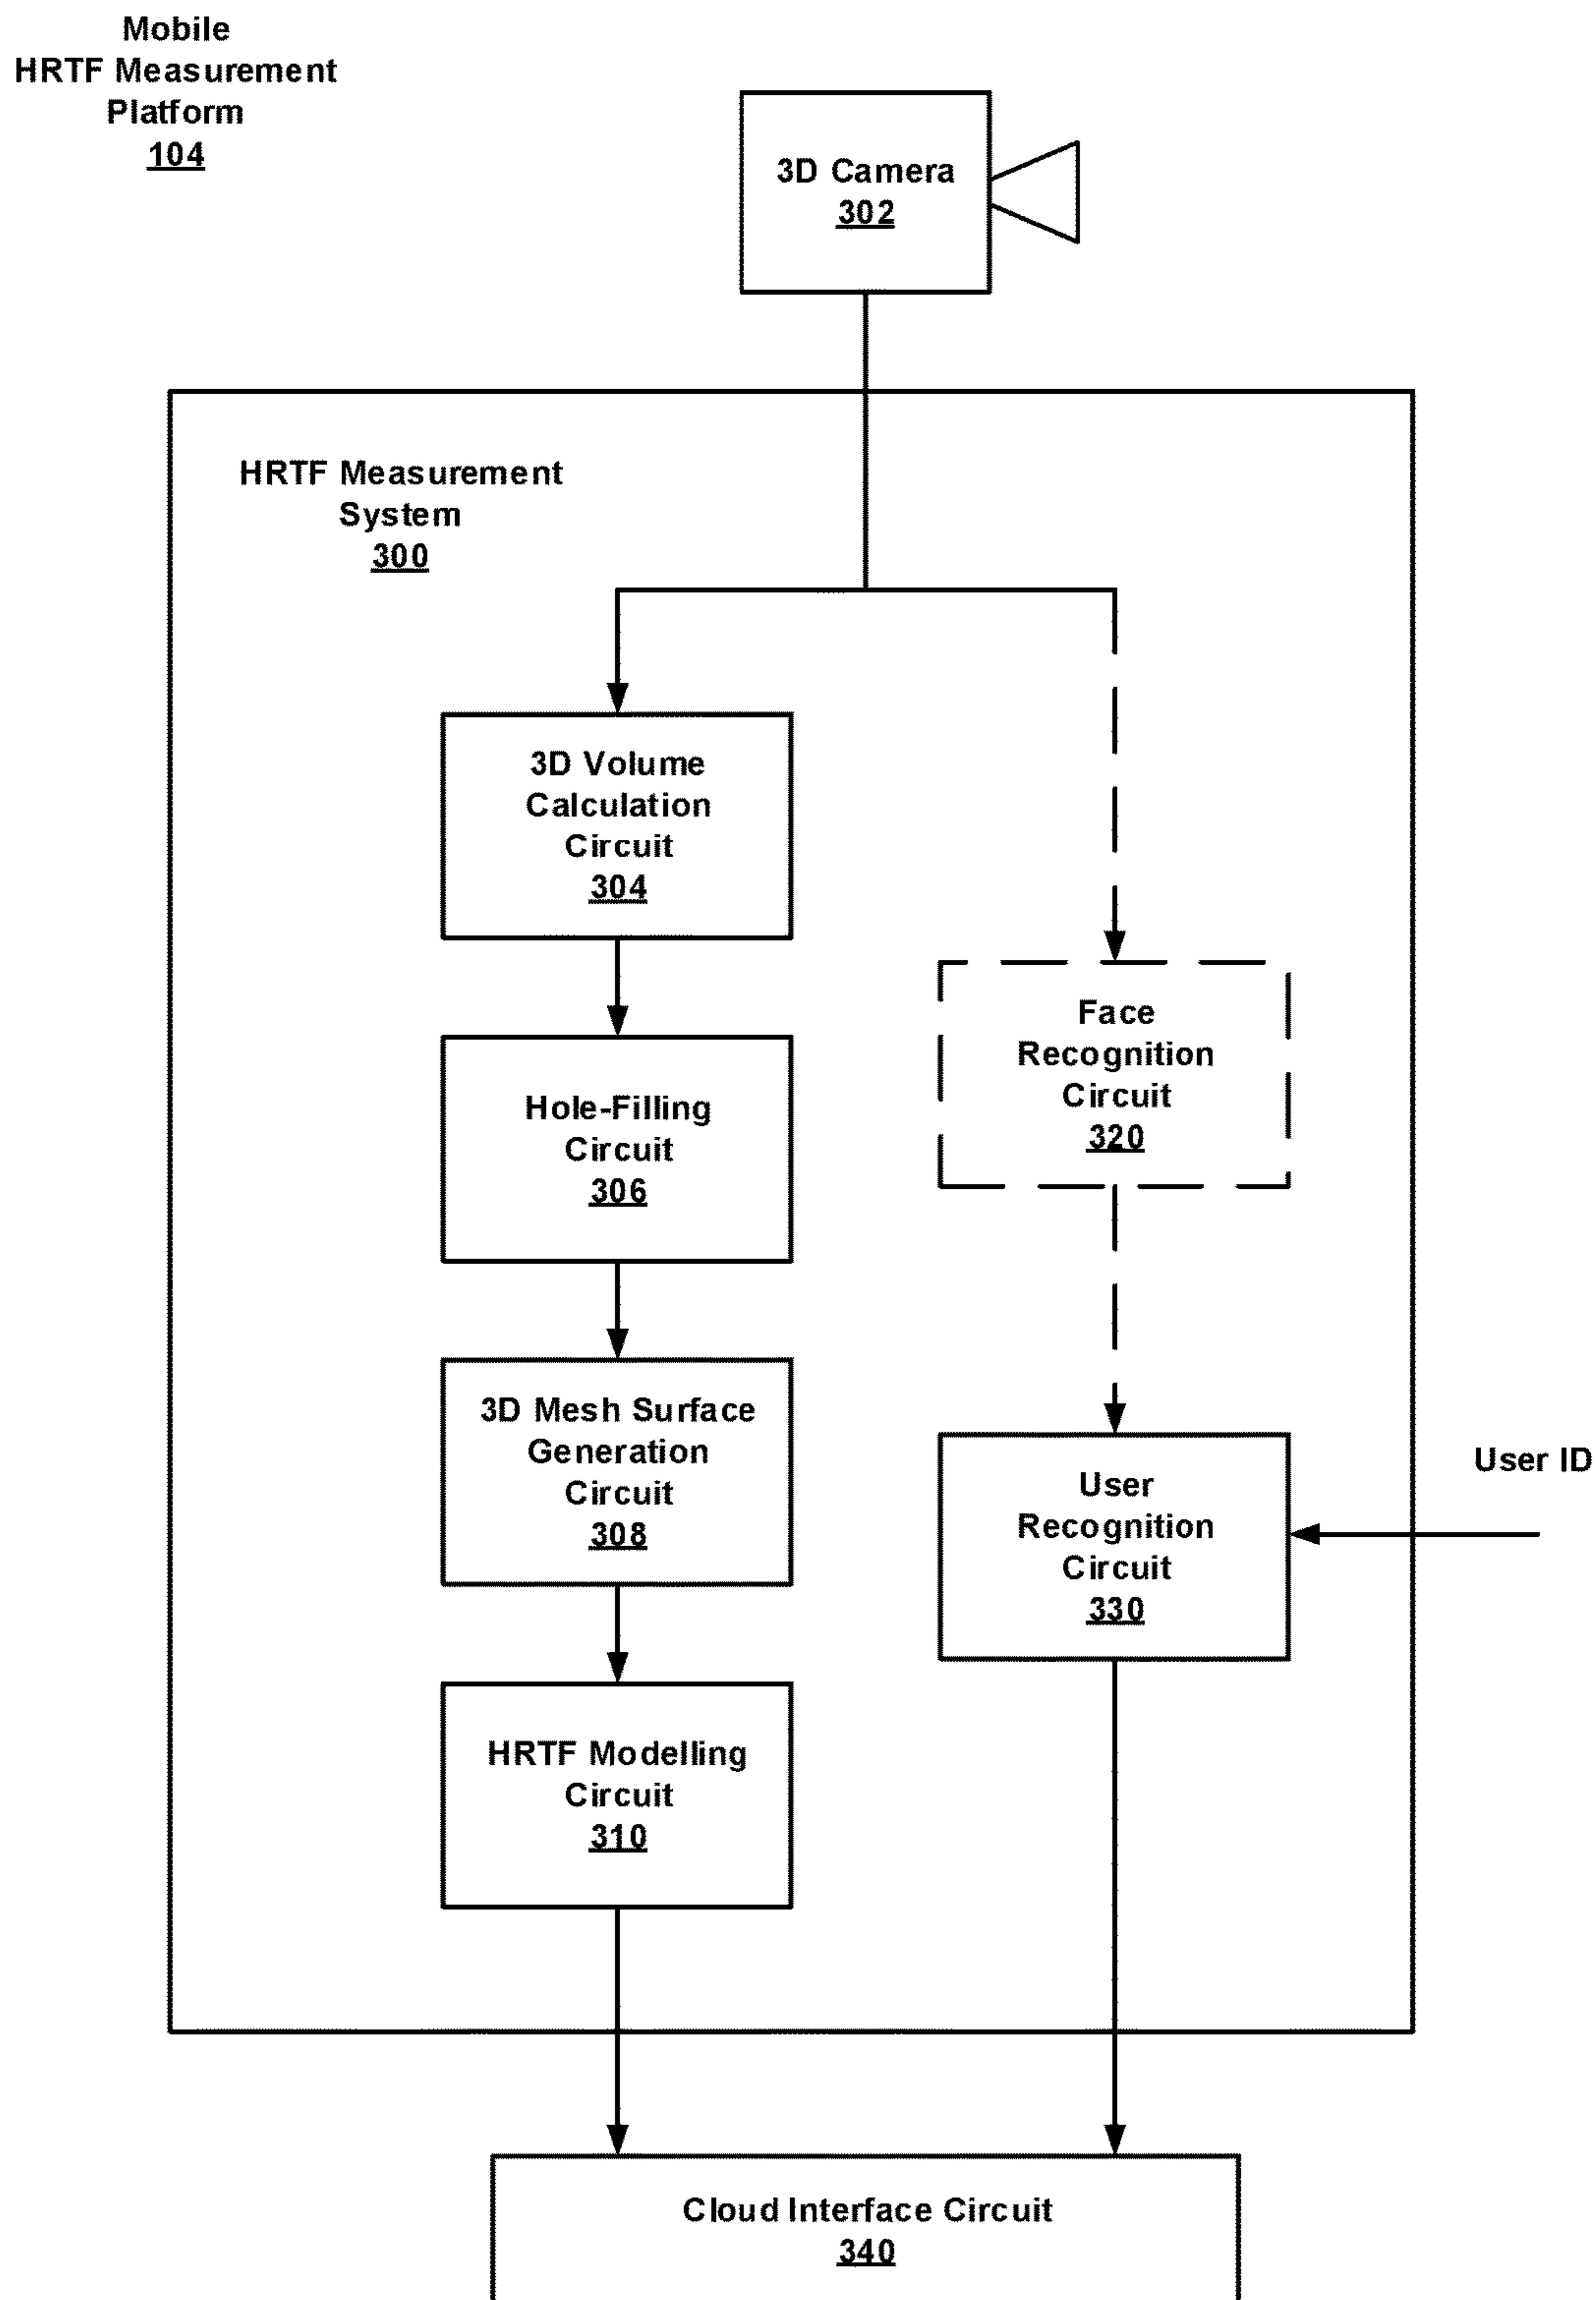 Mobile
HRTF Measurement
Platform
104
3D Camera
302
HRTF Measurement
System
300
3D Volume
Calculation
Circuit
304
Hole-Filling
Circuit
306
Face
Recognition
Circuit
320
3D Mesh Surface
Generation
Circuit
308
User
Recognition
Circuit
330
User ID
HRTF Modelling
Circuit
310
Cloud Interface Circuit
340